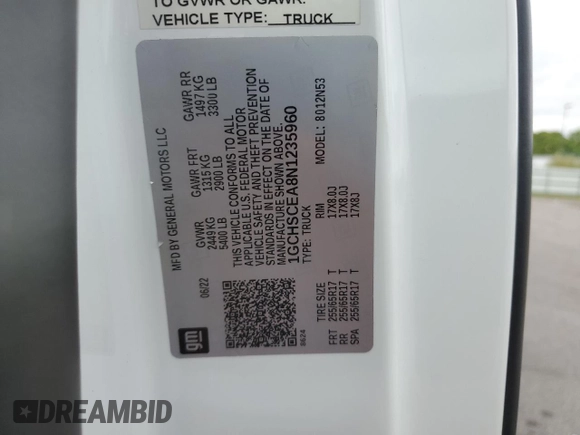 TO GVWR OR GAWR.
VEHICLE TYPE: TRUCK
MFD BY GENERAL MOTORS LLC
06/22
GVWR GAWR FRT GAWR RR
2449 KG 1315 KG 1497 KG
5400 LB 2900 LB 3300 LB
THIS VEHICLE CONFORMS TO ALL
APPLICABLE U.S. FEDERAL MOTOR
VEHICLE SAFETY AND THEFT PREVENTION
STANDARDS IN EFFECT ON THE DATE OF
MANUFACTURE SHOWN ABOVE.
1GCHSCEA8N1235960
TYPE: TRUCK MODEL: 8012N53
8624
TIRE SIZE RIM
FRT 255/65R17 T 17X8.0J
RR 255/65R17 T 17X8.0J
SPA 255/65R17 T 17X8J
gm
DREAMBID